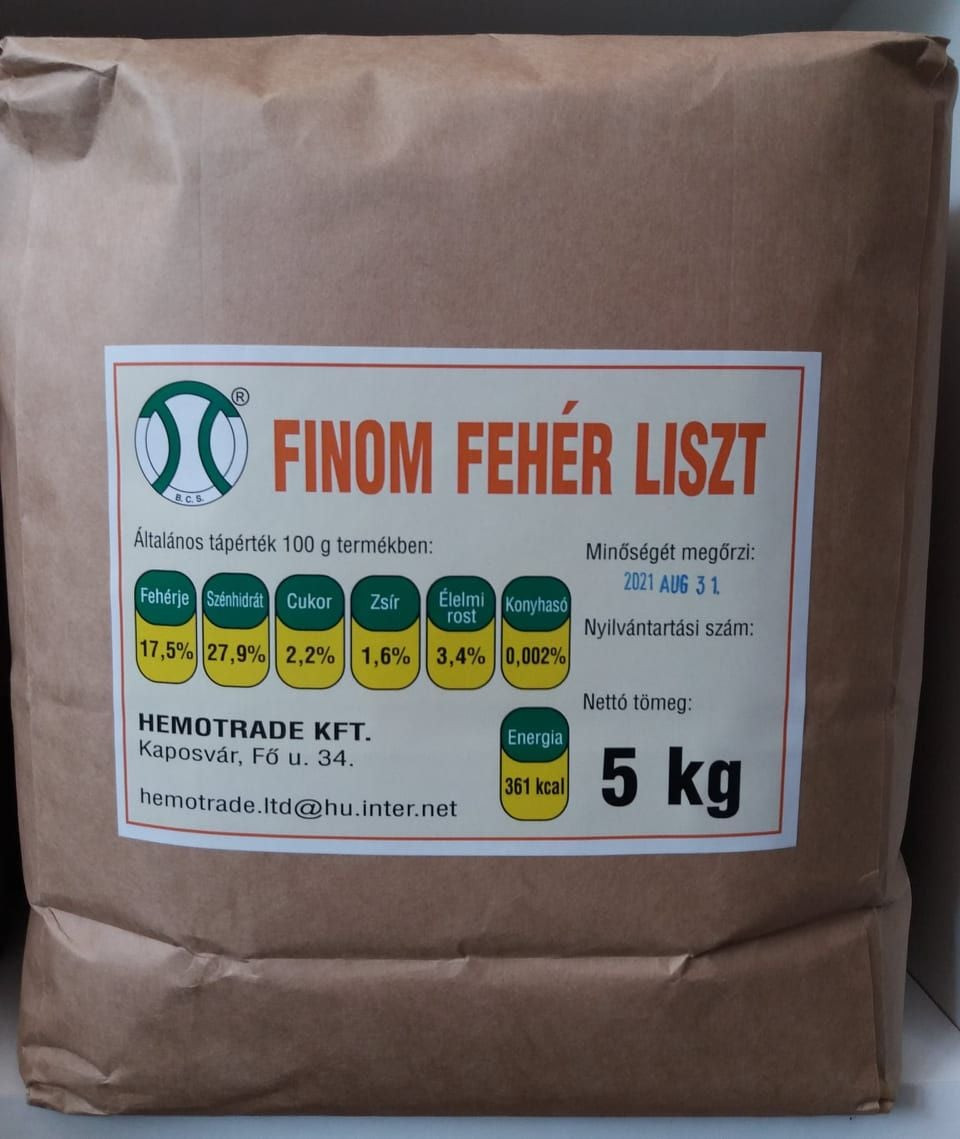 ®
B. C. S.
FINOM FEHÉR LISZT
Általános tápérték 100 g termékben:
Fehérje
17,5%
Szénhidrát
27,9%
Cukor
2,2%
Zsír
1,6%
Élelmi
rost
3,4%
Konyhasó
0,002%
HEMOTRADE KFT.
Kaposvár, Fő u. 34.
hemotrade.ltd@hu.inter.net
Energia
361 kcal
Minőségét megőrzi:
2021 AUG 31.
Nyilvántartási szám:
Nettó tömeg:
5 kg